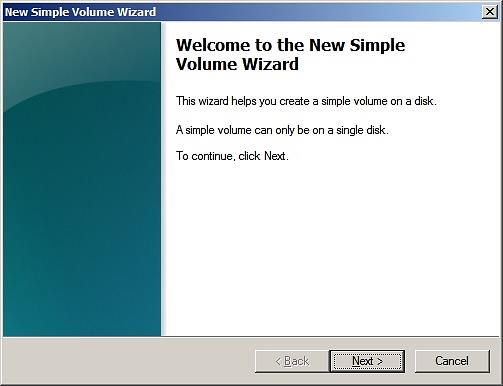 New Simple Volume Wizard
Welcome to the New Simple
Volume Wizard
This wizard helps you create a simple volume on a disk.
A simple volume can only be on a single disk.
To continue, click Next.
< Back
Next >
Cancel